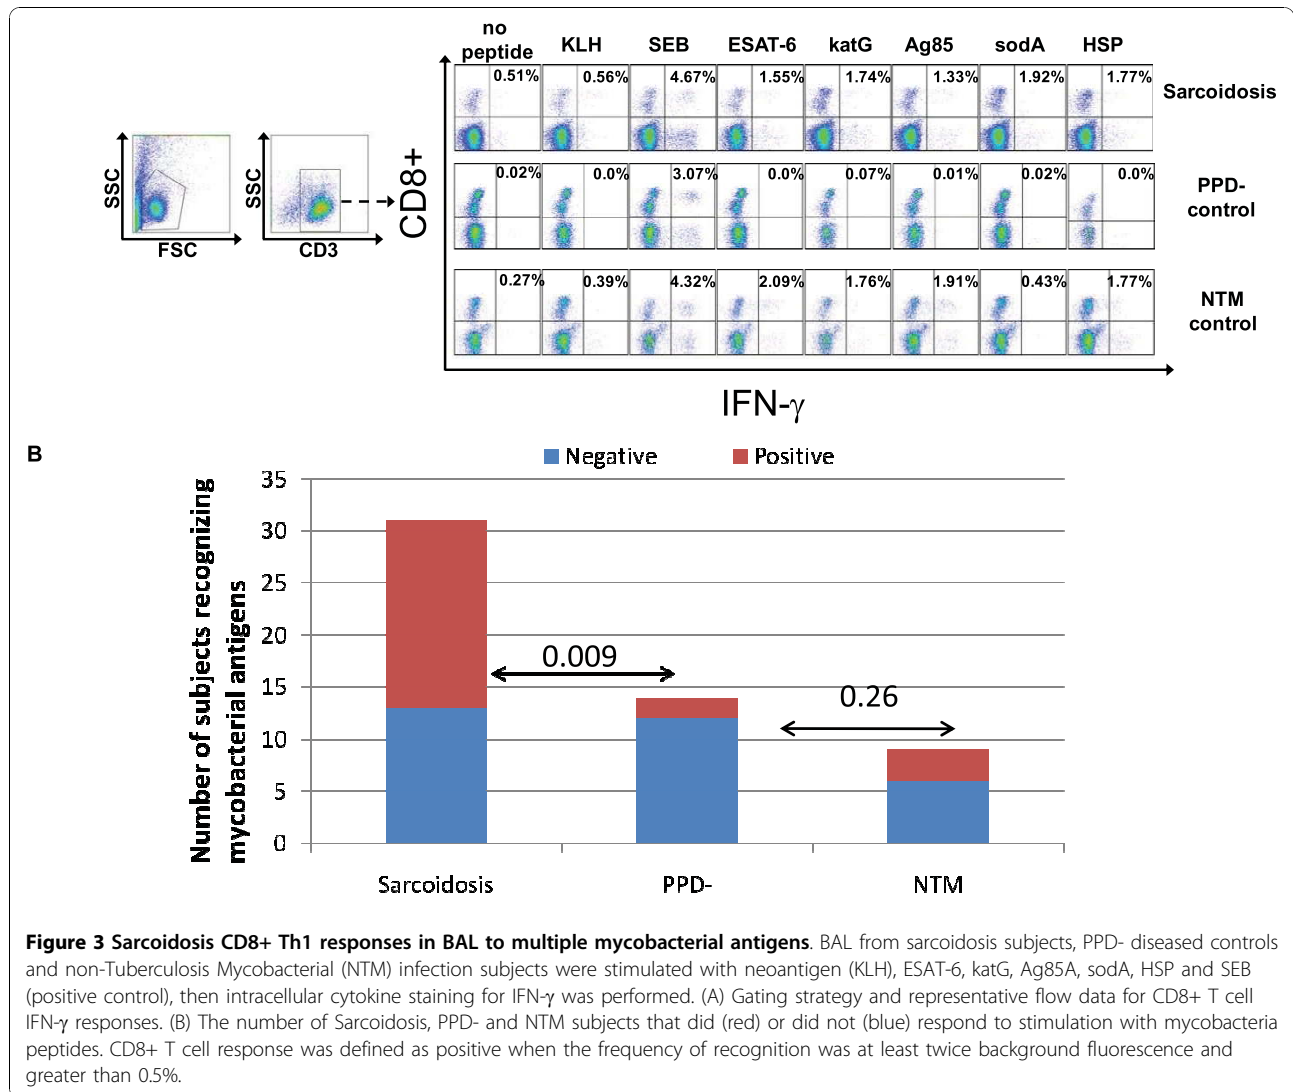 no peptide KLH SEB ESAT-6 katG Ag85 sodA HSP
0.51% 0.56% 4.67% 1.55% 1.74% 1.33% 1.92% 1.77% Sarcoidosis
0.02% 0.0% 3.07% 0.0% 0.07% 0.01% 0.02% 0.0% PPD- control
0.27% 0.39% 4.32% 2.09% 1.76% 1.91% 0.43% 1.77% NTM control
SSC
FSC
SSC
CD3
CD8+
IFN-γ
B
Negative Positive
Number of subjects recognizing
mycobacterial antigens
35
30
25
20
15
10
5
0
0.009
0.26
Sarcoidosis PPD- NTM
Figure 3 Sarcoidosis CD8+ Th1 responses in BAL to multiple mycobacterial antigens. BAL from sarcoidosis subjects, PPD- diseased controls
and non-Tuberculosis Mycobacterial (NTM) infection subjects were stimulated with neoantigen (KLH), ESAT-6, katG, Ag85A, sodA, HSP and SEB
(positive control), then intracellular cytokine staining for IFN-γ was performed. (A) Gating strategy and representative flow data for CD8+ T cell
IFN-γ responses. (B) The number of Sarcoidosis, PPD- and NTM subjects that did (red) or did not (blue) respond to stimulation with mycobacteria
peptides. CD8+ T cell response was defined as positive when the frequency of recognition was at least twice background fluorescence and
greater than 0.5%.